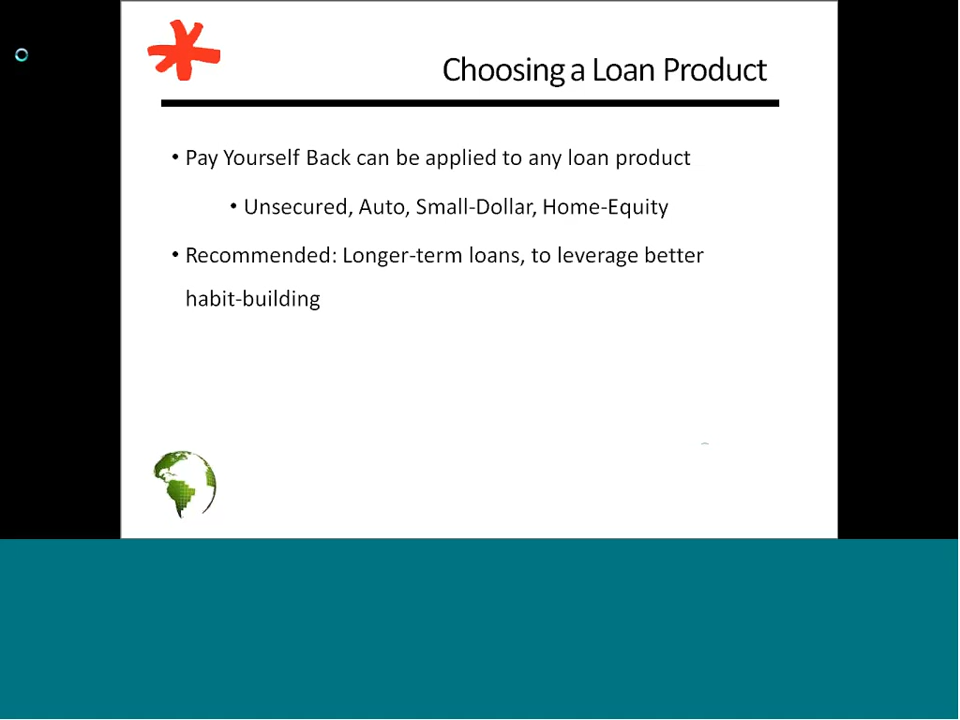 Choosing a Loan Product
• Pay Yourself Back can be applied to any loan product
• Unsecured, Auto, Small-Dollar, Home-Equity
• Recommended: Longer-term loans, to leverage better
habit-building